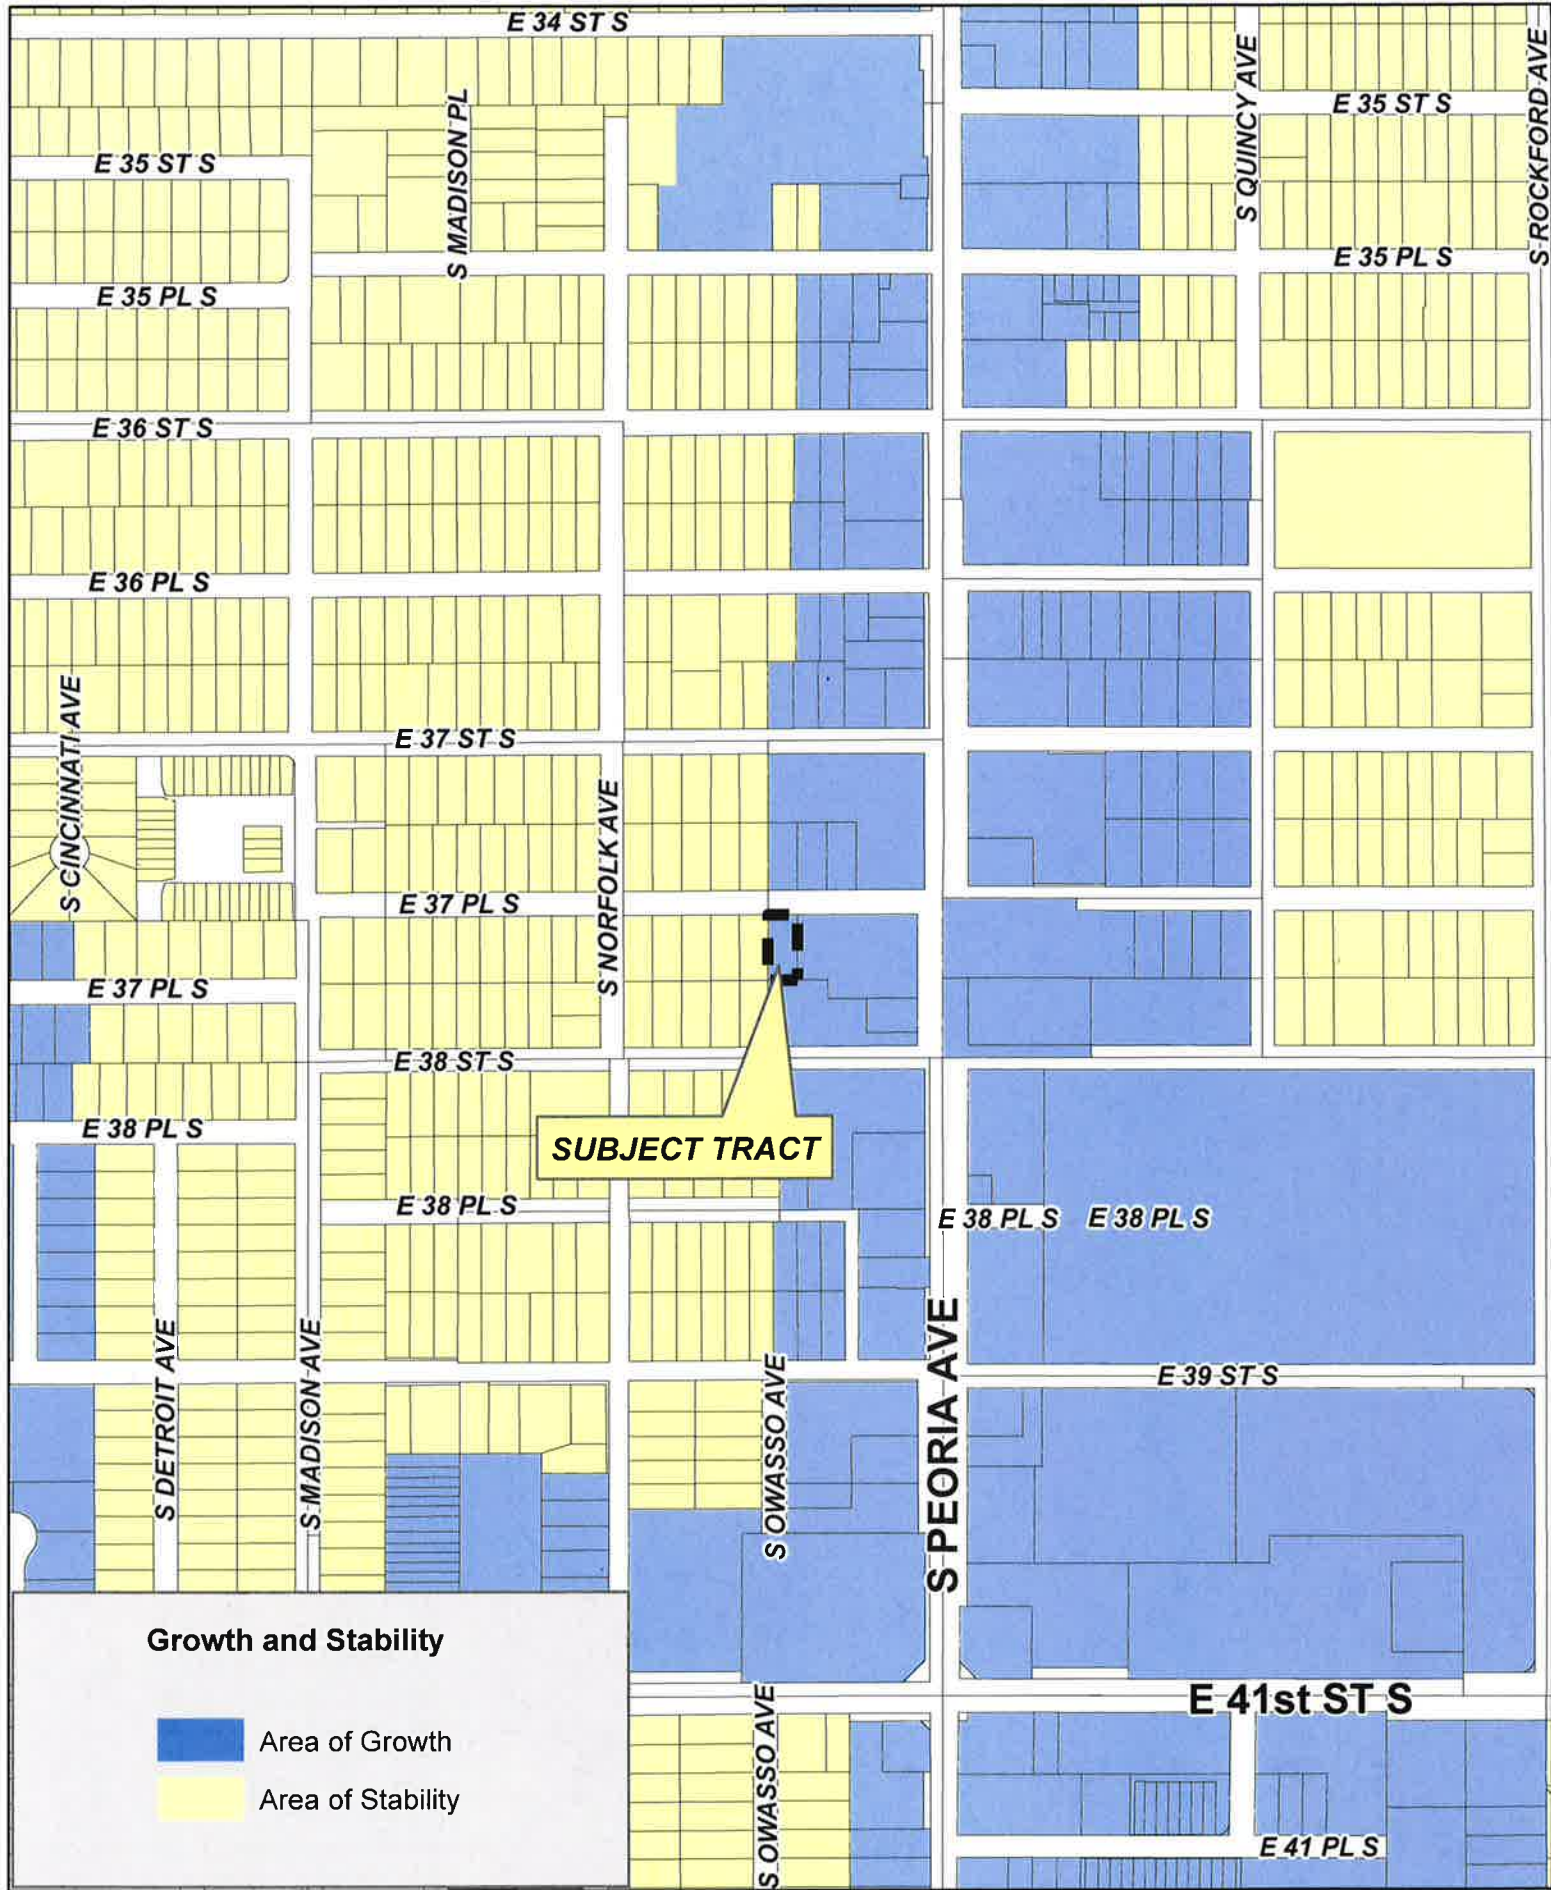 E 34 ST S
S QUINCY AVE
S ROCKFORD AVE
E 35 ST S
S MADISON PL
E 35 ST S
E 35 PL S
E 35 PL S
E 36 ST S
E 36 PL S
S CINCINNATI AVE
E 37 ST S
S NORFOLK AVE
E 37 PL S
E 37 PL S
E 38 ST S
E 38 PL S
SUBJECT TRACT
E 38 PL S
E 38 PL S
E 38 PL S
S DETROIT AVE
S MADISON AVE
S OWASSO AVE
S PEORIA AVE
E 39 ST S
Growth and Stability
Area of Growth
Area of Stability
S OWASSO AVE
E 41st ST S
E 41 PL S